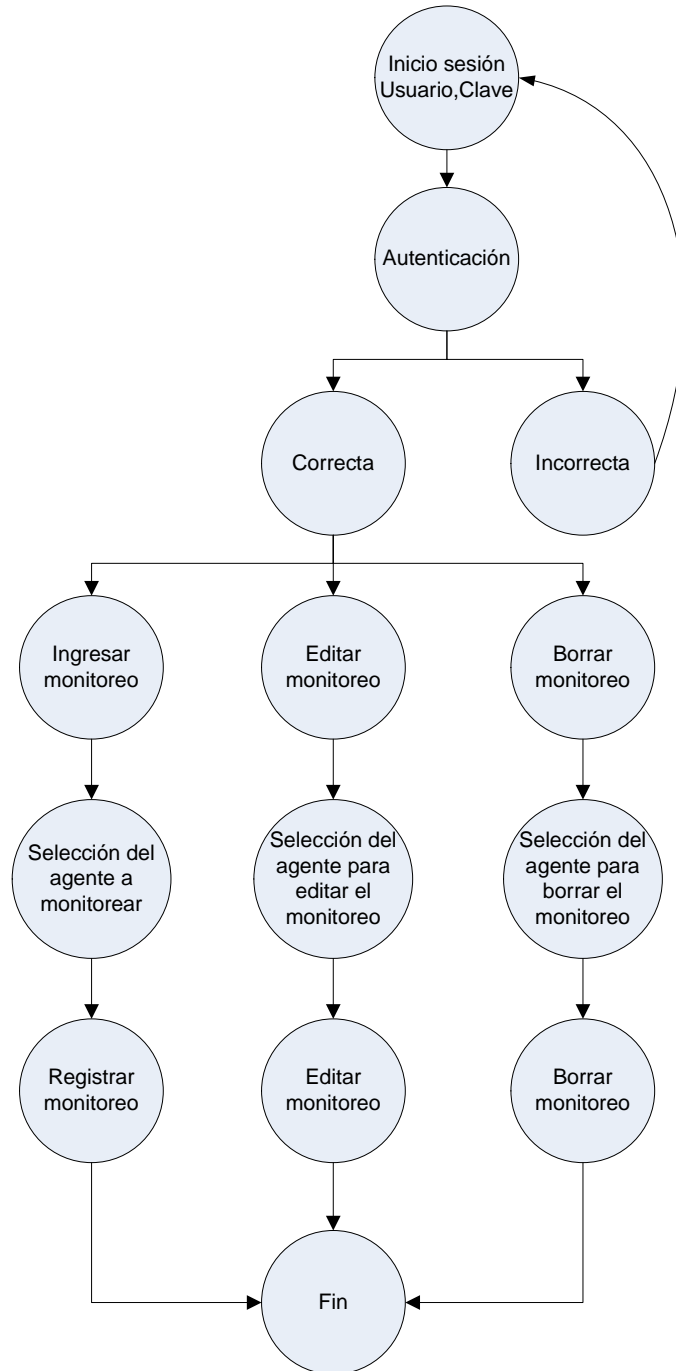 Inicio sesión
Usuario,Clave
Autenticación
Correcta
Incorrecta
Ingresar
monitoreo
Editar
monitoreo
Borrar
monitoreo
Selección del
agente a
monitorear
Selección del
agente para
editar el
monitoreo
Selección del
agente para
borrar el
monitoreo
Registrar
monitoreo
Editar
monitoreo
Borrar
monitoreo
Fin